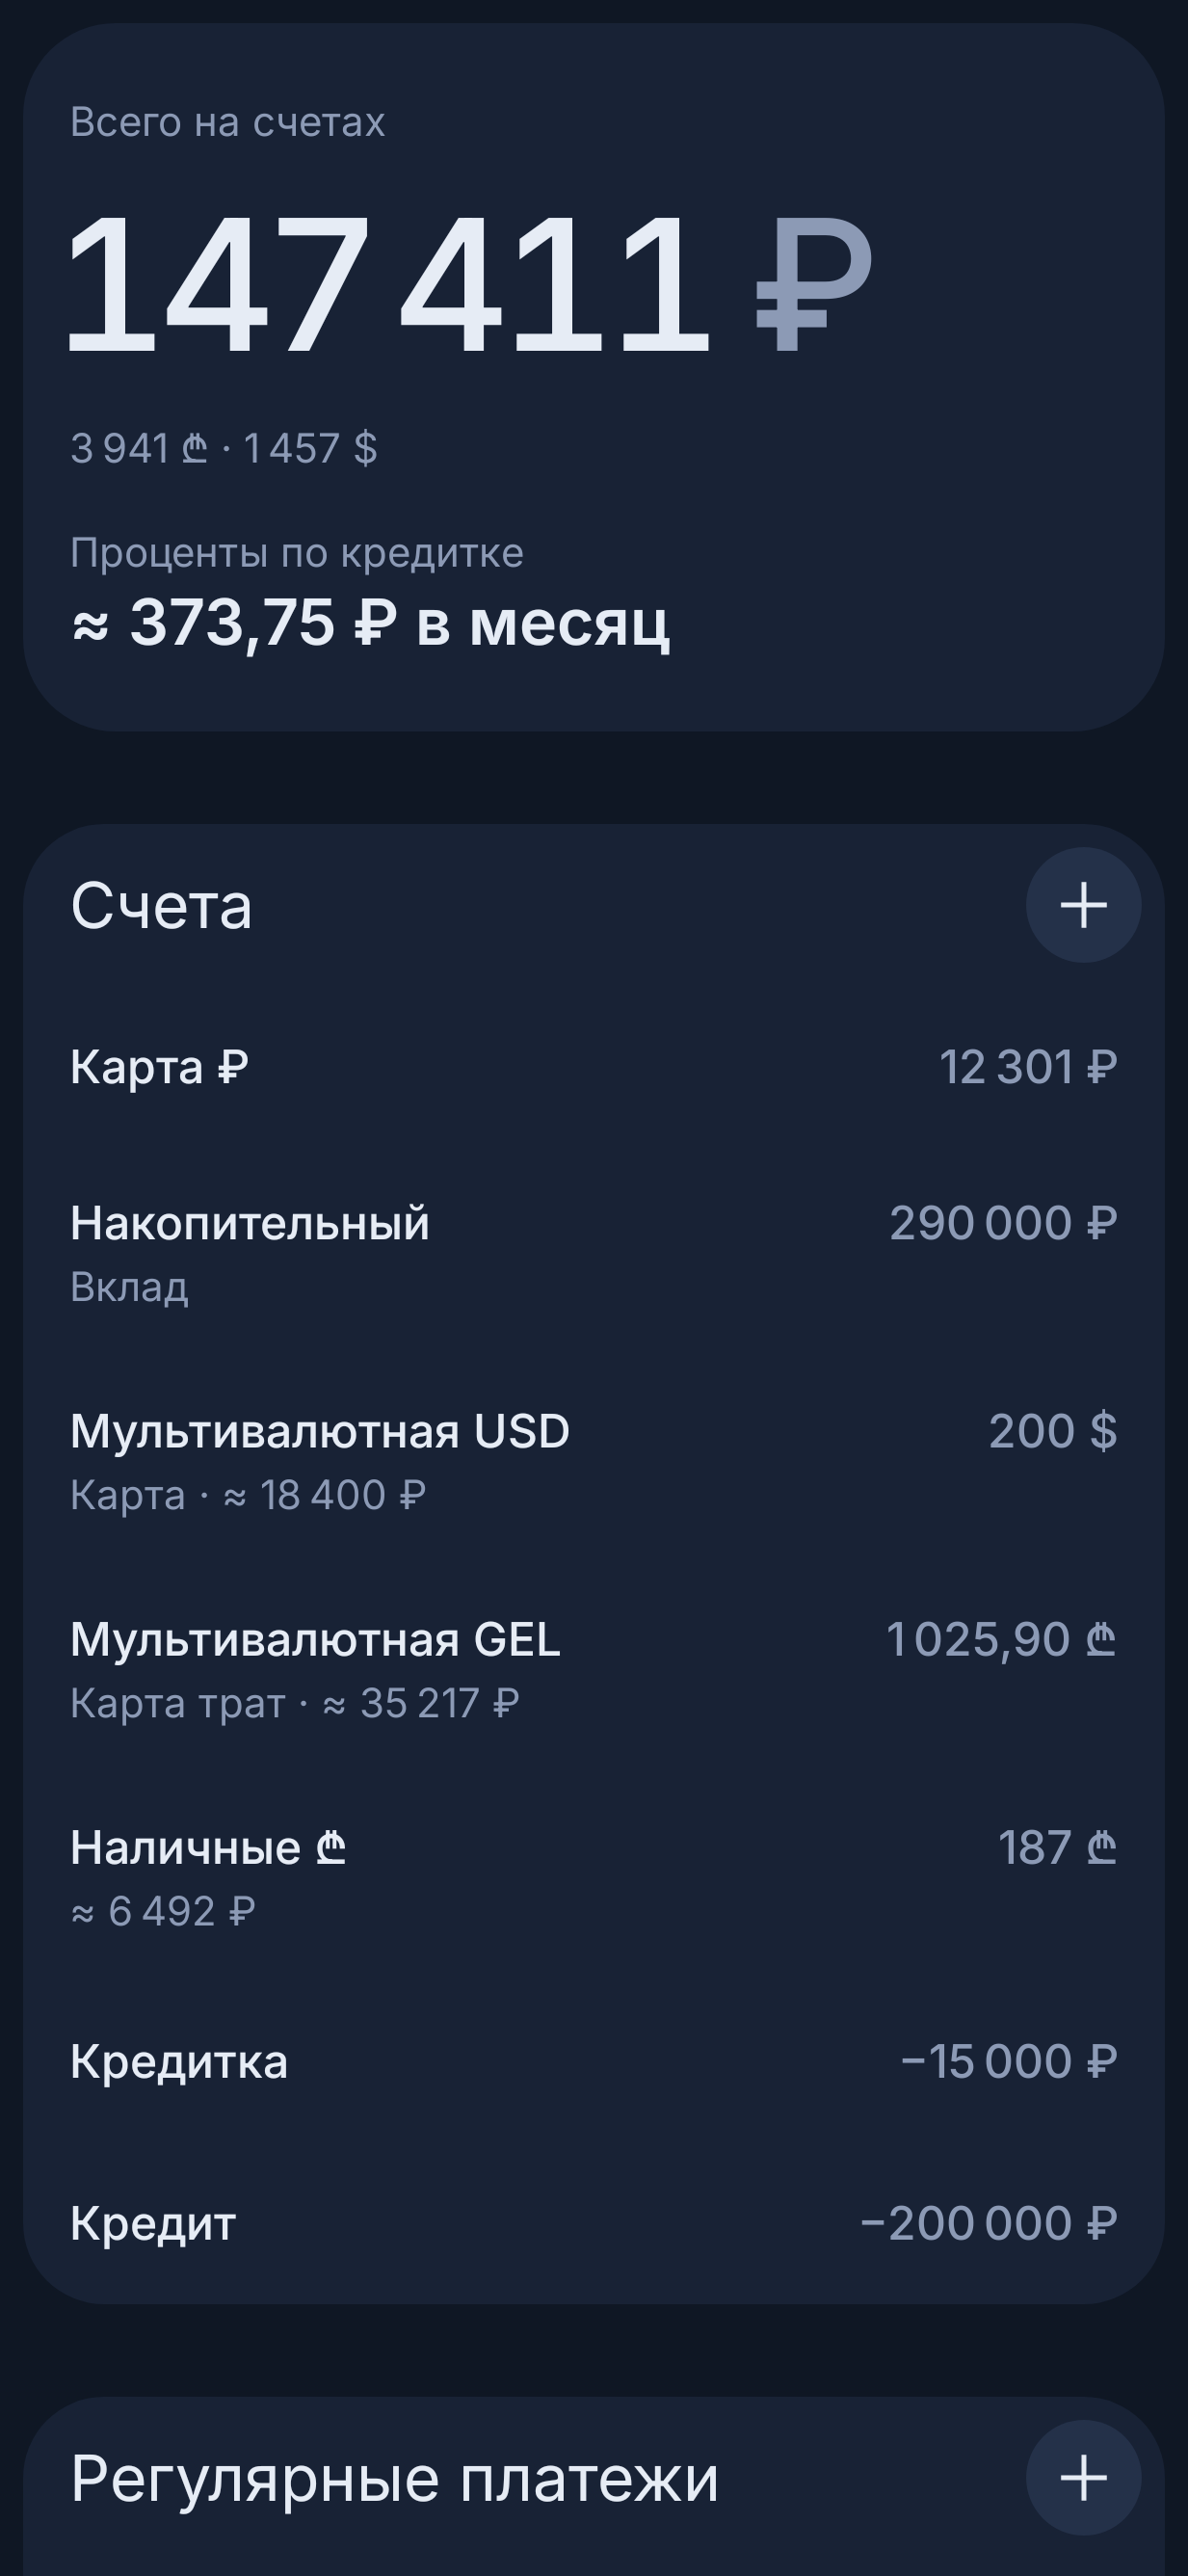 Всего на счетах
147 411 ₽
3 941 ₾ · 1 457 $
Проценты по кредитке
≈ 373,75 ₽ в месяц
Счета
Карта ₽ 12 301 ₽
Накопительный 290 000 ₽
Вклад
Мультивалютная USD 200 $
Карта · ≈ 18 400 ₽
Мультивалютная GEL 1 025,90 ₾
Карта трат · ≈ 35 217 ₽
Наличные ₾ 187 ₾
≈ 6 492 ₽
Кредитка −15 000 ₽
Кредит −200 000 ₽
Регулярные платежи